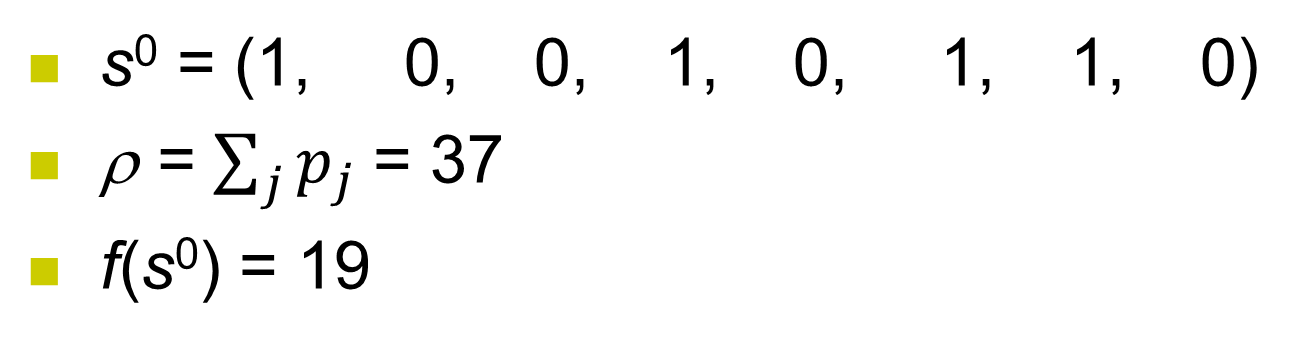 ■ s⁰ = (1, 0, 0, 1, 0, 1, 1, 0)
■ ρ = ∑ⱼ pⱼ = 37
■ f(s⁰) = 19